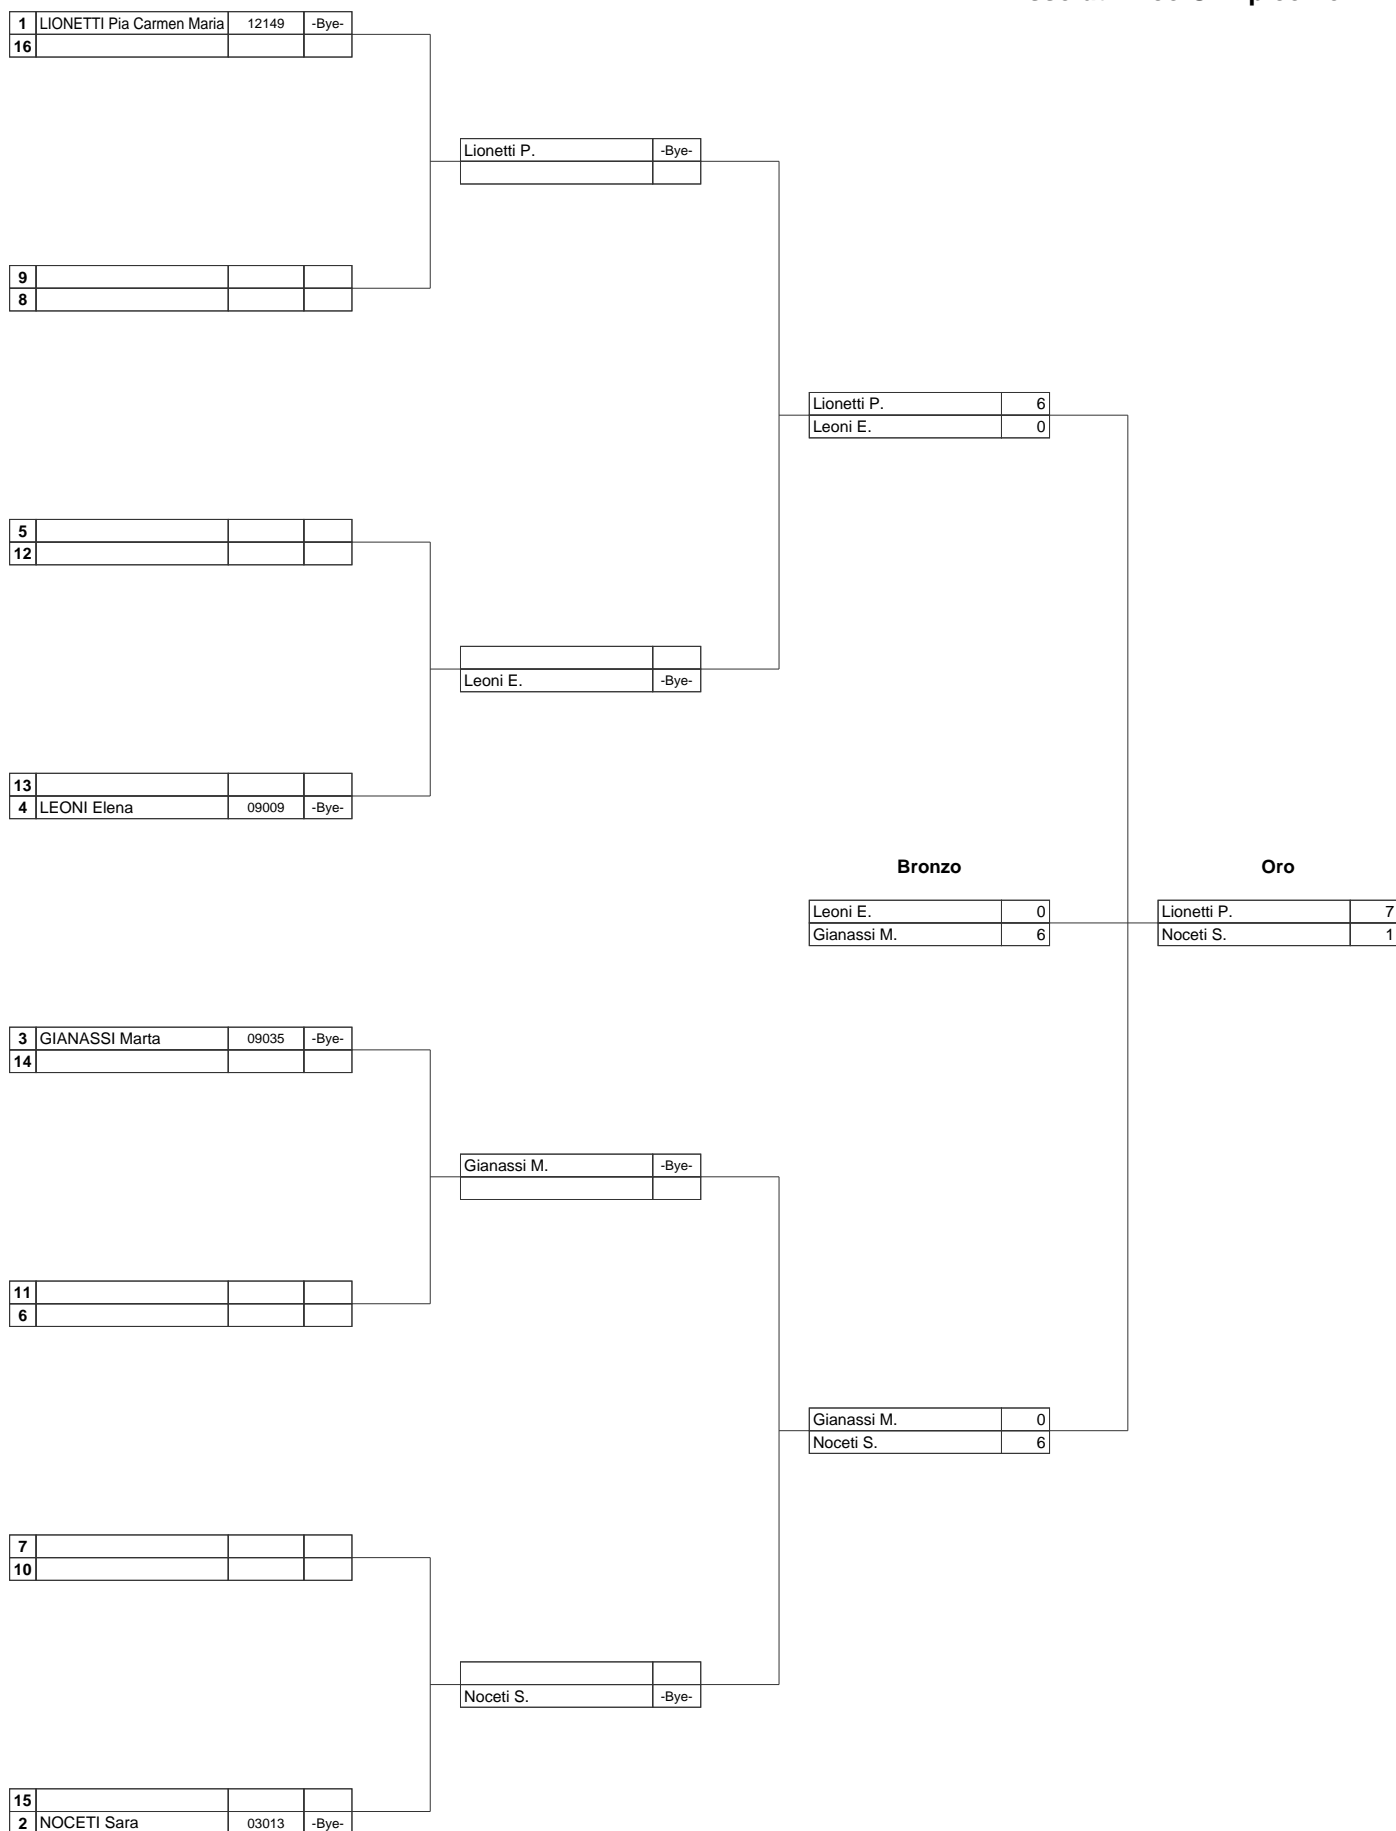 1 LIONETTI Pia Carmen Maria 12149 -Bye-
16
Lionetti P. -Bye-
9
8
Lionetti P. 6
Leoni E. 0
5
12
Leoni E. -Bye-
13
4 LEONI Elena 09009 -Bye-
Bronzo Oro
Leoni E. 0 Lionetti P. 7
Gianassi M. 6 Noceti S. 1
3 GIANASSI Marta 09035 -Bye-
14
Gianassi M. -Bye-
11
6
Gianassi M. 0
Noceti S. 6
7
10
Noceti S. -Bye-
15
2 NOCETI Sara 03013 -Bye-